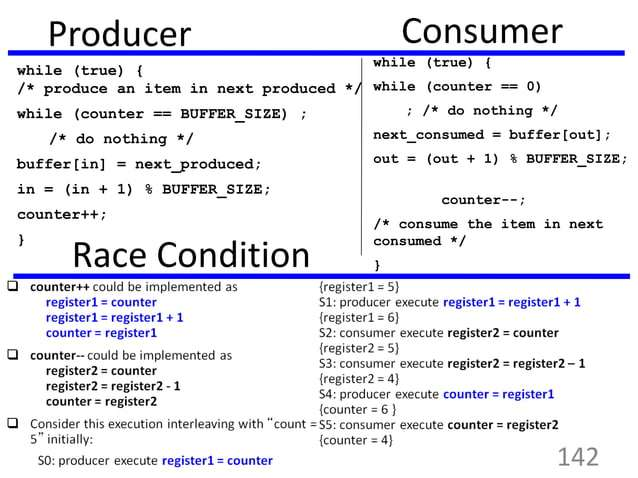 Producer
while (true) {
/* produce an item in next produced */
while (counter == BUFFER_SIZE) ;
/* do nothing */
buffer[in] = next_produced;
in = (in + 1) % BUFFER_SIZE;
counter++;
}
Consumer
while (true) {
while (counter == 0)
; /* do nothing */
next_consumed = buffer[out];
out = (out + 1) % BUFFER_SIZE;
counter--;
/* consume the item in next
consumed */
}
Race Condition
❑ counter++ could be implemented as
register1 = counter
register1 = register1 + 1
counter = register1
❑ counter-- could be implemented as
register2 = counter
register2 = register2 - 1
counter = register2
❑ Consider this execution interleaving with “count =
5” initially:
S0: producer execute register1 = counter
{register1 = 5}
S1: producer execute register1 = register1 + 1
{register1 = 6}
S2: consumer execute register2 = counter
{register2 = 5}
S3: consumer execute register2 = register2 – 1
{register2 = 4}
S4: producer execute counter = register1
{counter = 6 }
S5: consumer execute counter = register2
{counter = 4}
142